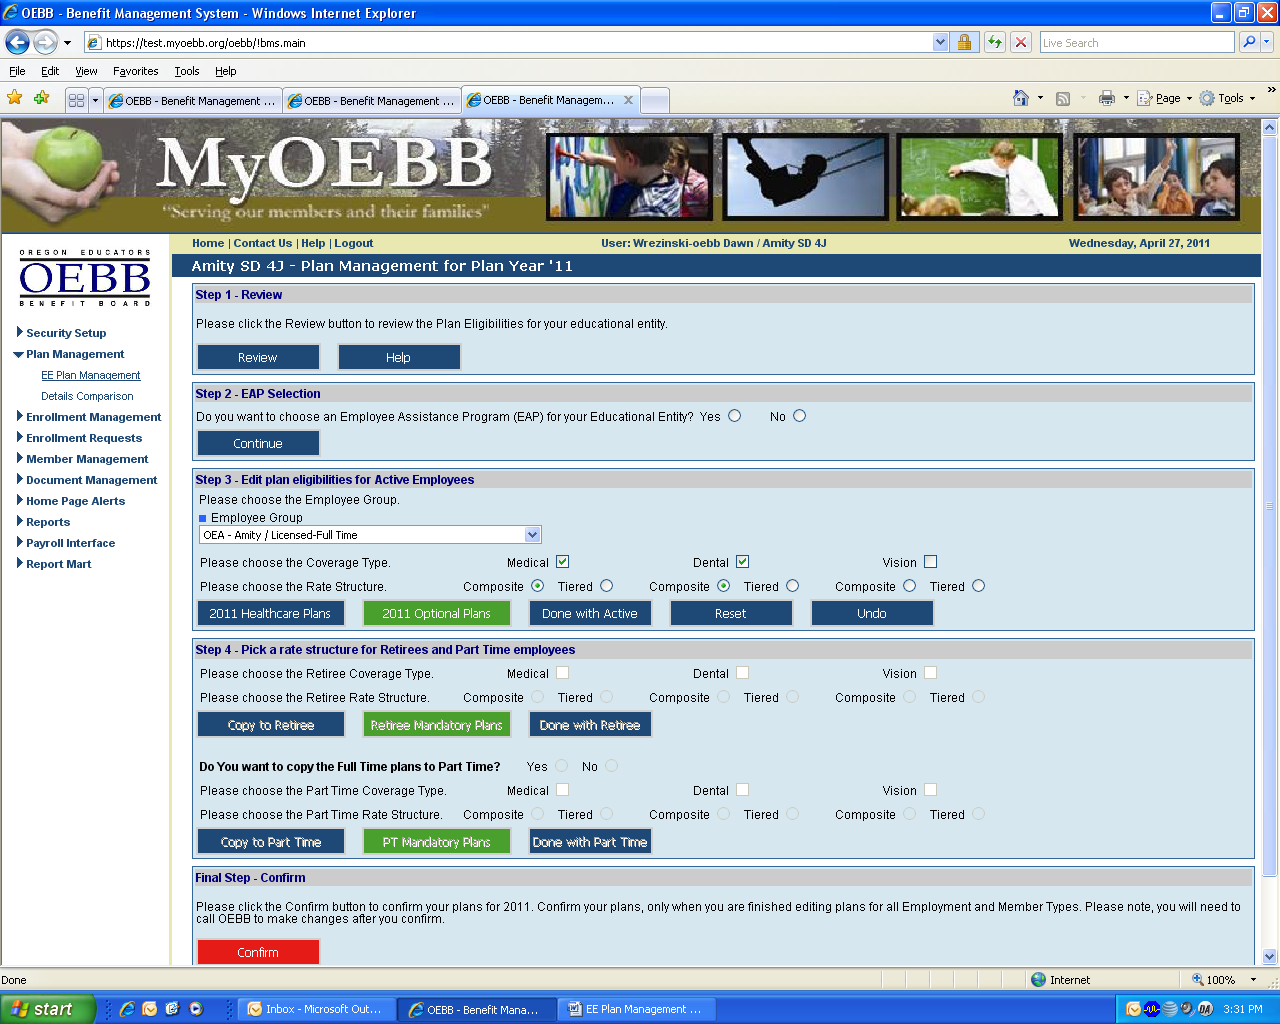 OEBB - Benefit Management System - Windows Internet Explorer
https://test.myoebb.org/oebb/!bms.main
Live Search
File Edit View Favorites Tools Help
OEBB - Benefit Management ...
OEBB - Benefit Management ...
OEBB - Benefit Managem...
Page Tools
MyOEBB
"Serving our members and their families"
Home | Contact Us | Help | Logout
User: Wrezinski-oebb Dawn / Amity SD 4J
Wednesday, April 27, 2011
OREGON EDUCATORS
OEBB
BENEFIT BOARD
Security Setup
Plan Management
EE Plan Management
Details Comparison
Enrollment Management
Enrollment Requests
Member Management
Document Management
Home Page Alerts
Reports
Payroll Interface
Report Mart
Amity SD 4J - Plan Management for Plan Year '11
Step 1 - Review
Please click the Review button to review the Plan Eligibilities for your educational entity.
Review Help
Step 2 - EAP Selection
Do you want to choose an Employee Assistance Program (EAP) for your Educational Entity? Yes No
Continue
Step 3 - Edit plan eligibilities for Active Employees
Please choose the Employee Group.
Employee Group
OEA - Amity / Licensed-Full Time
Please choose the Coverage Type. Medical Dental Vision
Please choose the Rate Structure. Composite Tiered Composite Tiered Composite Tiered
2011 Healthcare Plans 2011 Optional Plans Done with Active Reset Undo
Step 4 - Pick a rate structure for Retirees and Part Time employees
Please choose the Retiree Coverage Type. Medical Dental Vision
Please choose the Retiree Rate Structure. Composite Tiered Composite Tiered Composite Tiered
Copy to Retiree Retiree Mandatory Plans Done with Retiree
Do You want to copy the Full Time plans to Part Time? Yes No
Please choose the Part Time Coverage Type. Medical Dental Vision
Please choose the Part Time Rate Structure. Composite Tiered Composite Tiered Composite Tiered
Copy to Part Time PT Mandatory Plans Done with Part Time
Final Step - Confirm
Please click the Confirm button to confirm your plans for 2011. Confirm your plans, only when you are finished editing plans for all Employment and Member Types. Please note, you will need to
call OEBB to make changes after you confirm.
Confirm
Done Internet 100%
start Inbox - Microsoft Out... OEBB - Benefit Mana... EE Plan Management ... 3:31 PM